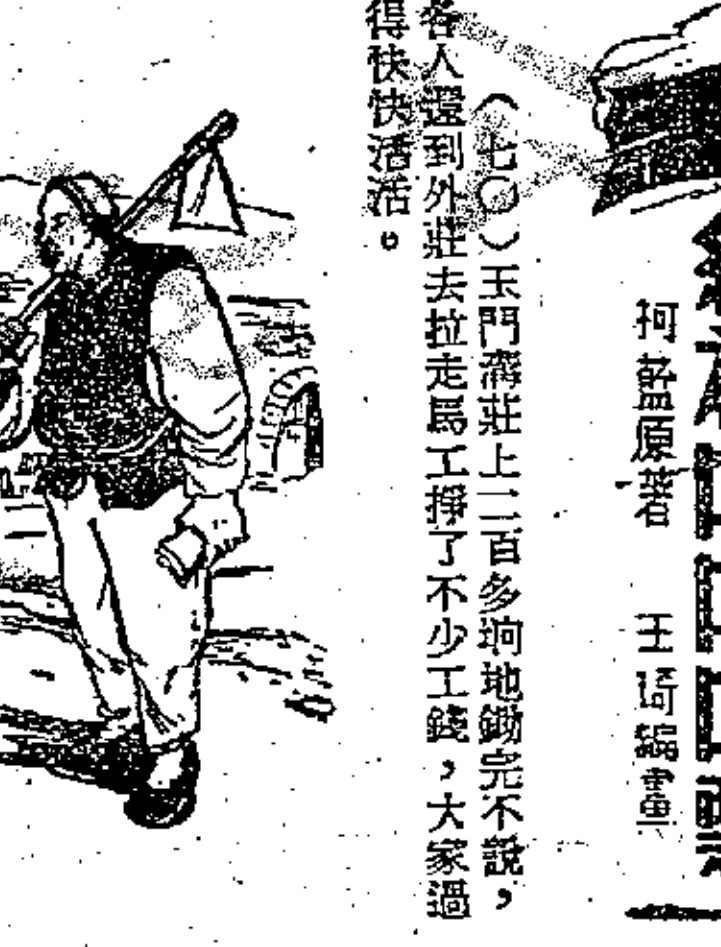 柯藍原著　王琦編畫
（七〇）玉門溝莊上二百多垧地鋤完不說，
各人還到外莊去拉走馬工掙了不少工錢，大家過
得快快活活。